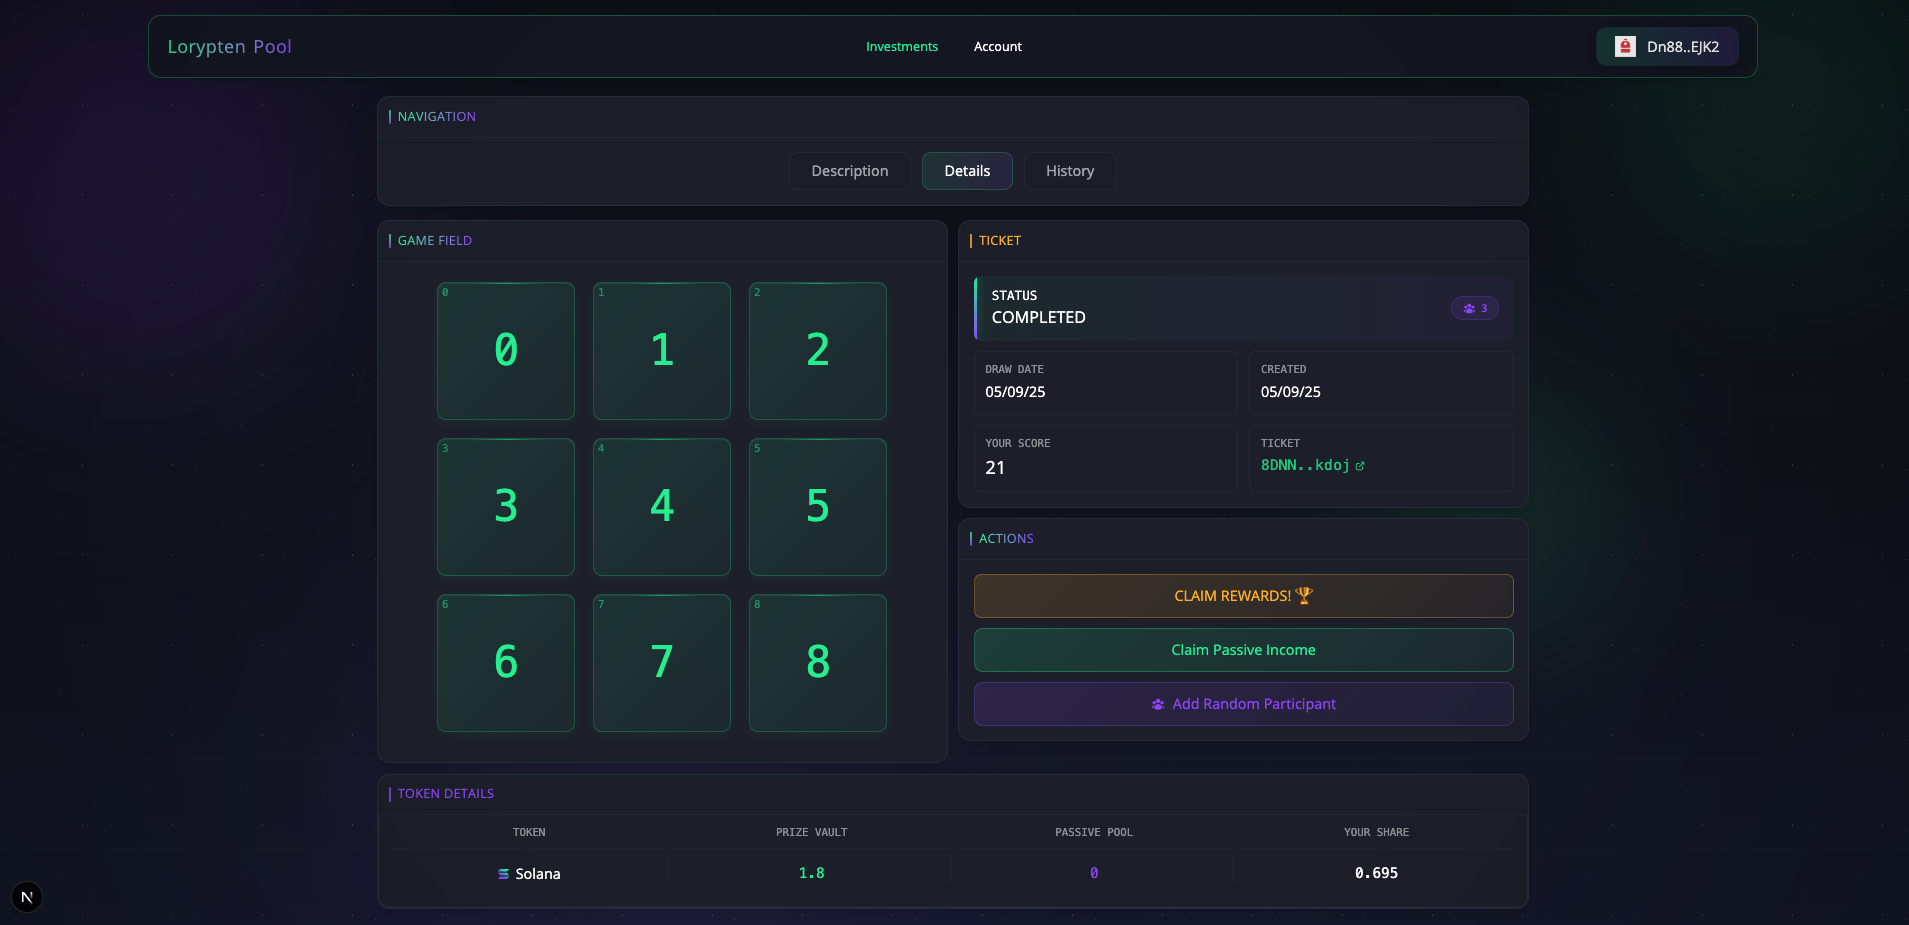 Lorypten Pool
Investments
Account
Dn88..EJK2
NAVIGATION
Description
Details
History
GAME FIELD
0
0
1
1
2
2
3
3
4
4
5
5
6
6
7
7
8
8
TICKET
STATUS
COMPLETED
3
DRAW DATE
05/09/25
CREATED
05/09/25
YOUR SCORE
21
TICKET
8DNN..kdoj
ACTIONS
CLAIM REWARDS! 🏆
Claim Passive Income
Add Random Participant
TOKEN DETAILS
TOKEN PRIZE VAULT PASSIVE POOL YOUR SHARE
Solana 1.8 0 0.695
N